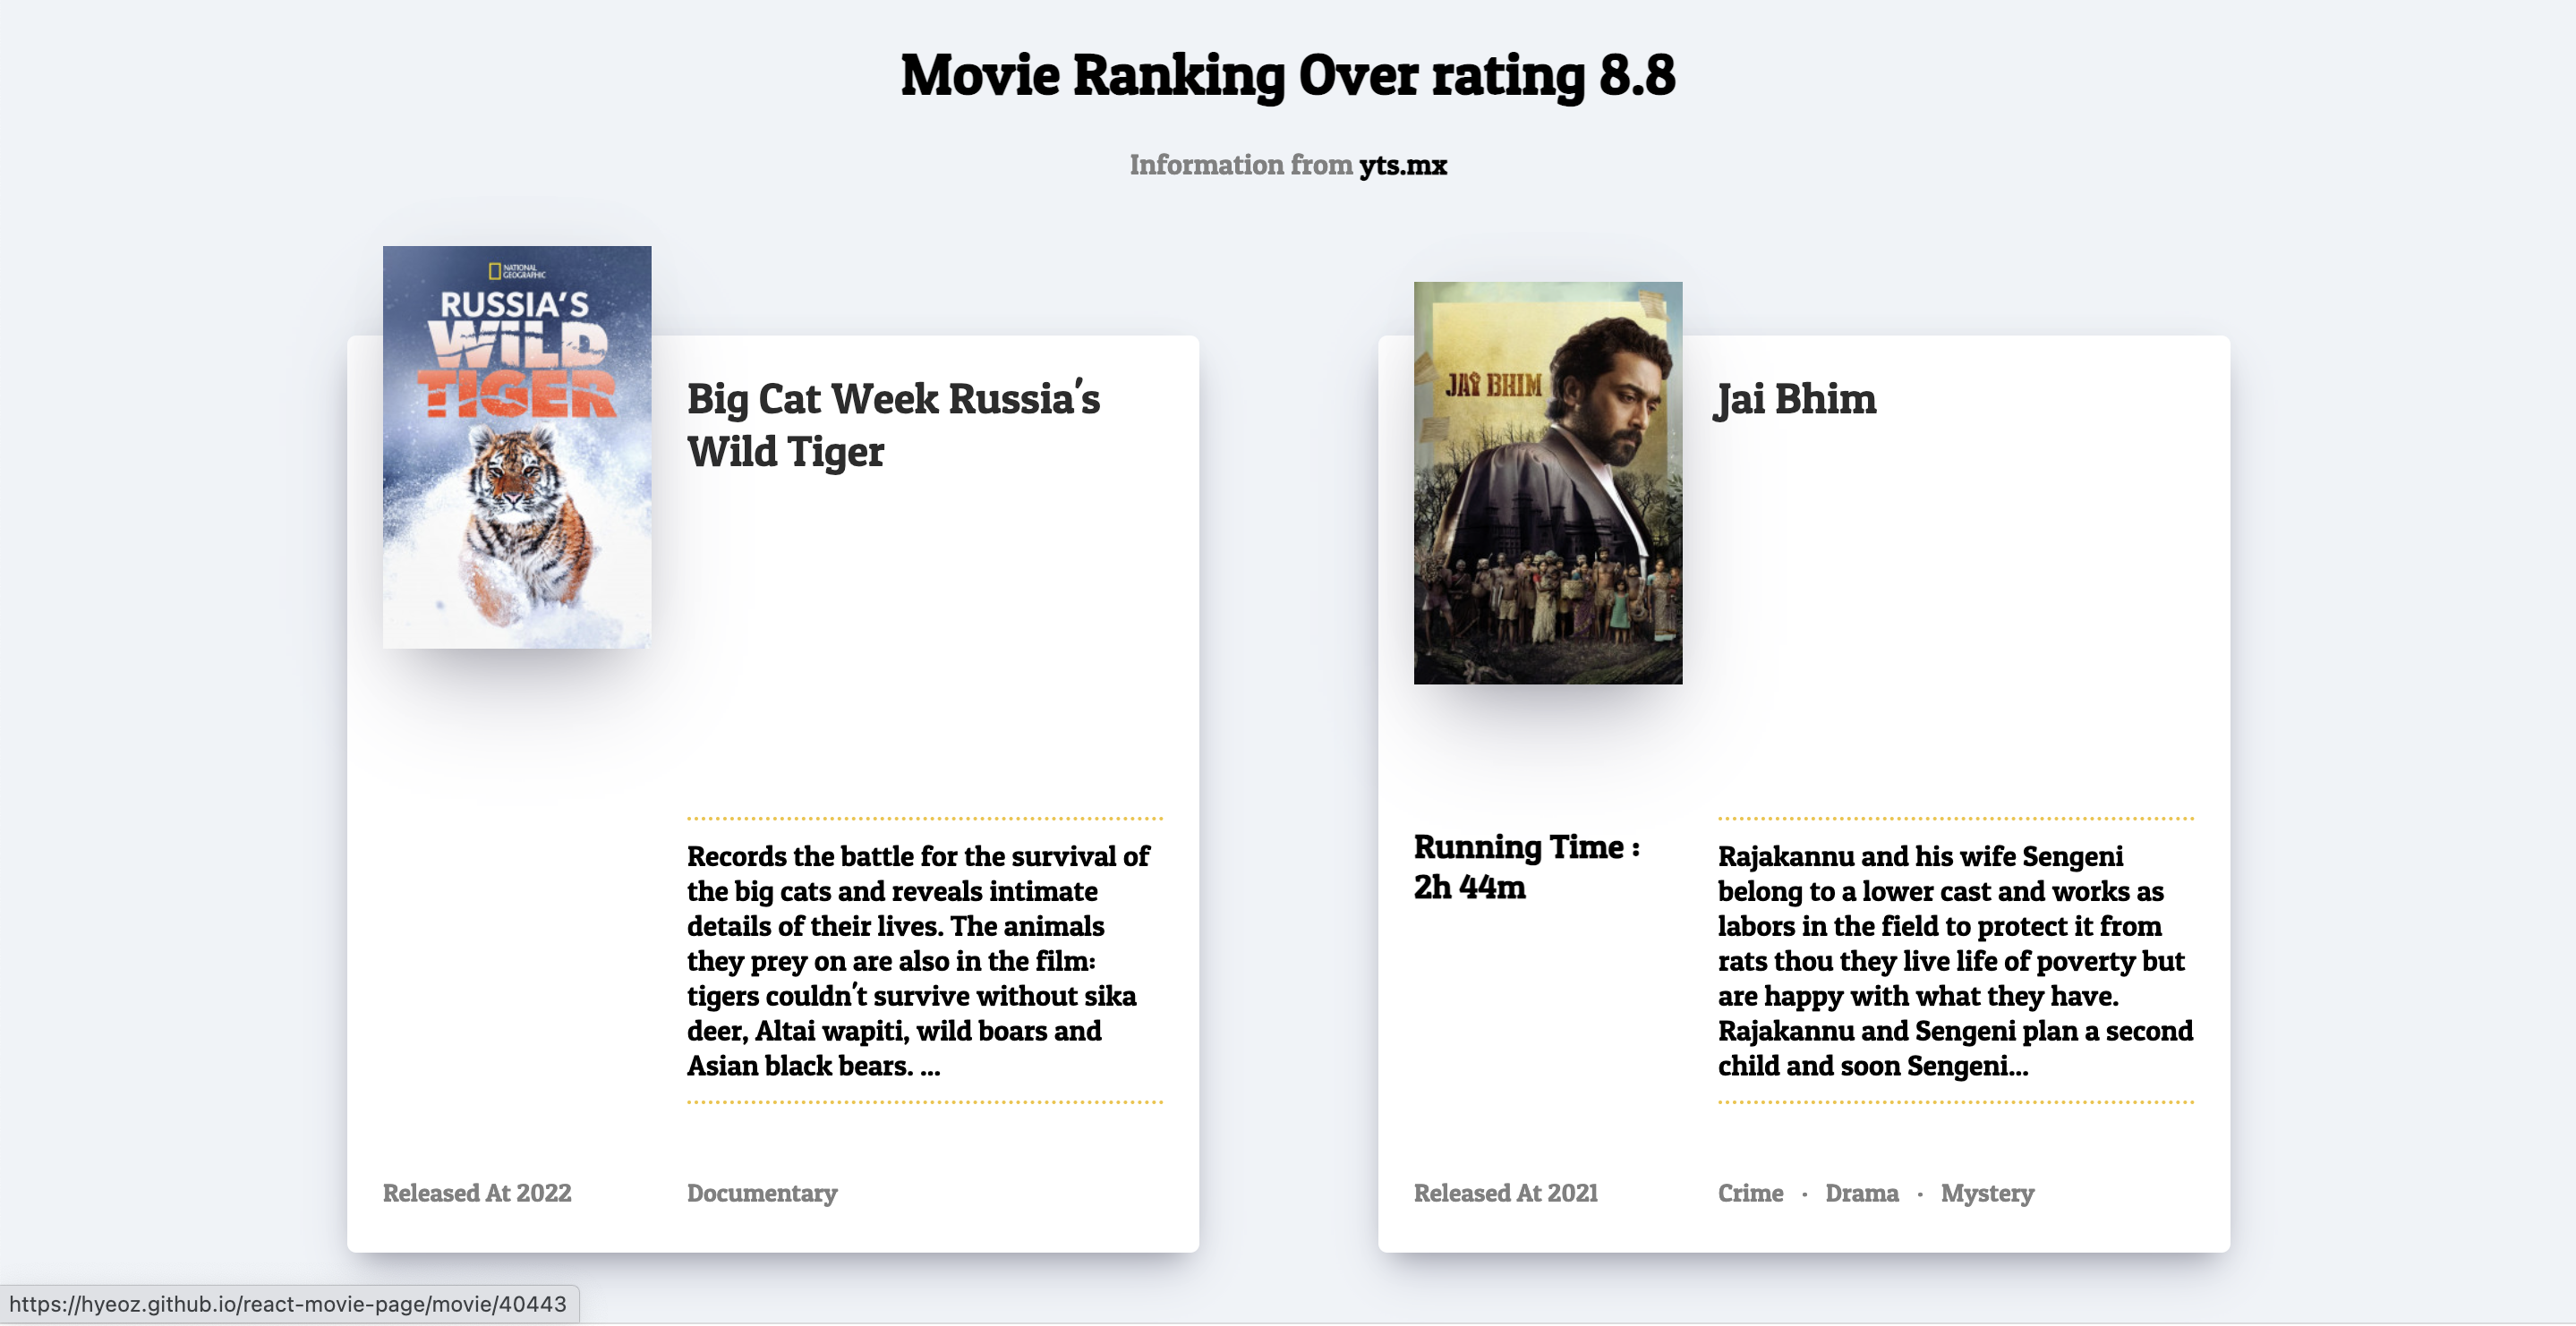 Movie Ranking Over rating 8.8
Information from yts.mx
NATIONAL
GEOGRAPHIC
RUSSIA'S
WILD
TIGER
Big Cat Week Russia's
Wild Tiger
Records the battle for the survival of
the big cats and reveals intimate
details of their lives. The animals
they prey on are also in the film:
tigers couldn't survive without sika
deer, Altai wapiti, wild boars and
Asian black bears. ...
Released At 2022
Documentary
JAI BHIM
Jai Bhim
Running Time :
2h 44m
Rajakannu and his wife Sengeni
belong to a lower cast and works as
labors in the field to protect it from
rats thou they live life of poverty but
are happy with what they have.
Rajakannu and Sengeni plan a second
child and soon Sengeni...
Released At 2021
Crime · Drama · Mystery
https://hyeoz.github.io/react-movie-page/movie/40443